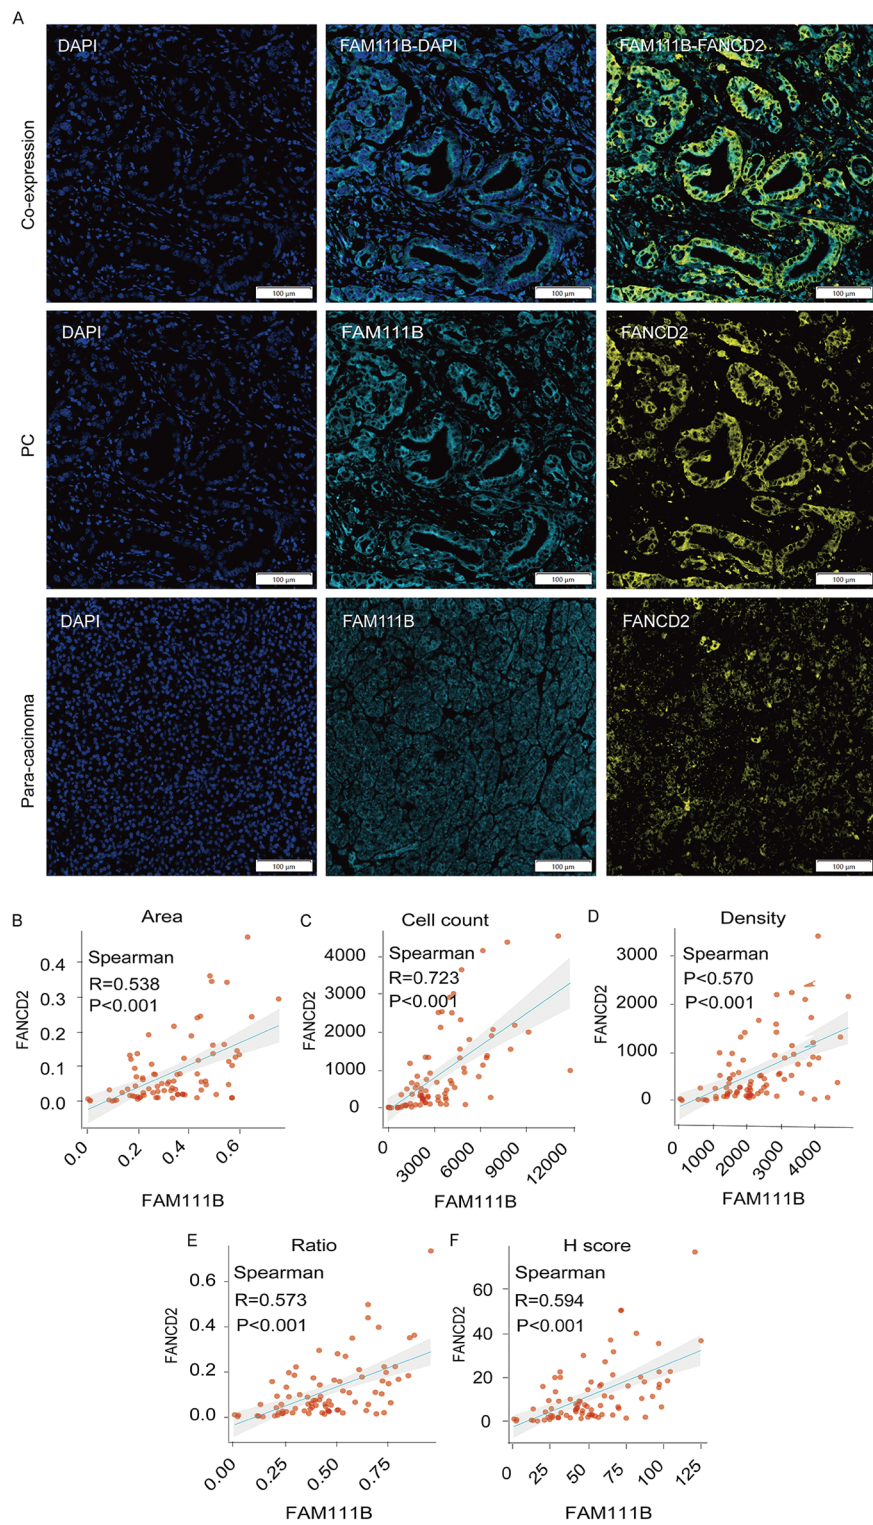 A
DAPI
FAM111B-DAPI
FAM111B-FANCD2
Co-expression
100 µm
100 µm
100 µm
DAPI
FAM111B
FANCD2
PC
100 µm
100 µm
100 µm
DAPI
FAM111B
FANCD2
Para-cacinoma
100 µm
100 µm
100 µm
B
Area
Spearman
R=0.538
P<0.001
FANCD2
0.4
0.3
0.2
0.1
0.0
0.0
0.2
0.4
0.6
FAM111B
C
Cell count
Spearman
R=0.723
P<0.001
FANCD2
4000
3000
2000
1000
0
0
3000
6000
9000
12000
FAM111B
D
Density
Spearman
P<0.570
P<0.001
FANCD2
3000
2000
1000
0
0
1000
2000
3000
4000
FAM111B
E
Ratio
Spearman
R=0.573
P<0.001
FANCD2
0.6
0.4
0.2
0.0
0.00
0.25
0.50
0.75
FAM111B
F
H score
Spearman
R=0.594
P<0.001
FANCD2
60
40
20
0
0
25
50
75
100
125
FAM111B